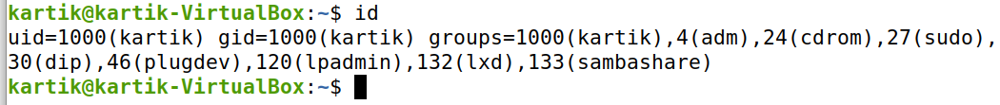 kartik@kartik-VirtualBox:~$ id
uid=1000(kartik) gid=1000(kartik) groups=1000(kartik),4(adm),24(cdrom),27(sudo),
30(dip),46(plugdev),120(lpadmin),132(lxd),133(sambashare)
kartik@kartik-VirtualBox:~$